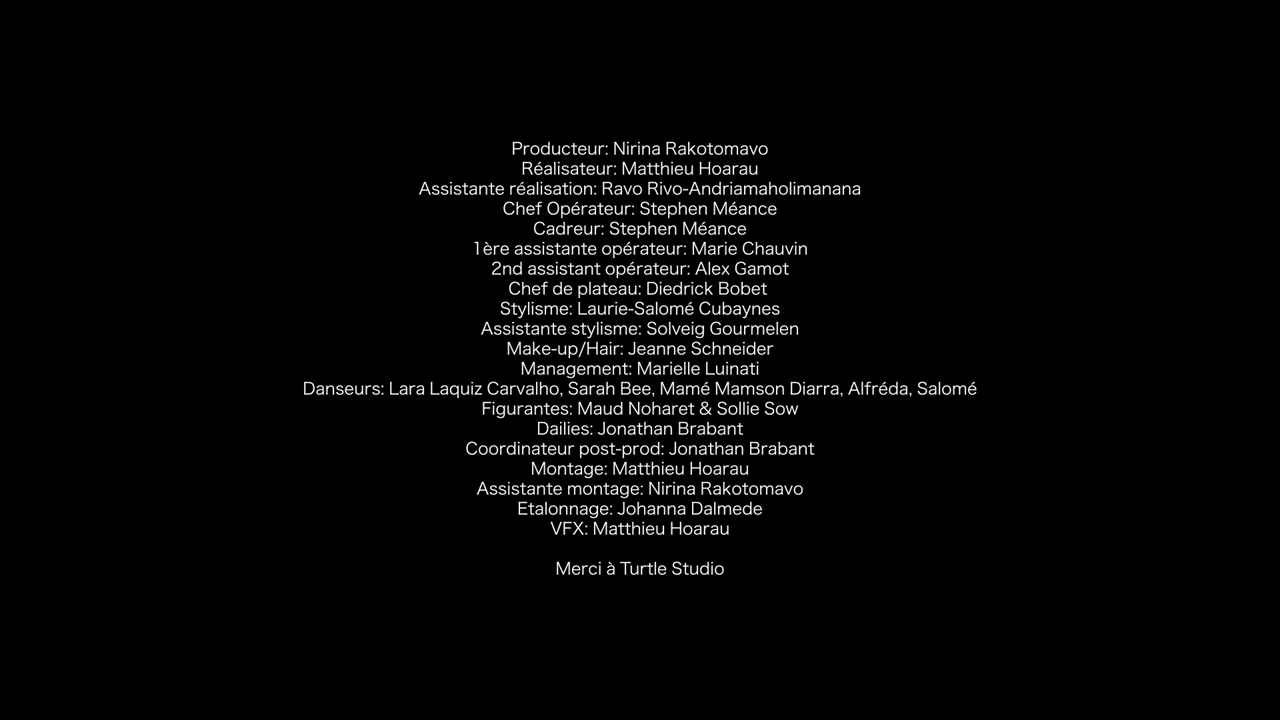 Producteur: Nirina Rakotomavo
Réalisateur: Matthieu Hoarau
Assistante réalisation: Ravo Rivo-Andriamaholimanana
Chef Opérateur: Stephen Méance
Cadreur: Stephen Méance
1ère assistante opérateur: Marie Chauvin
2nd assistant opérateur: Alex Gamot
Chef de plateau: Diedrick Bobet
Stylisme: Laurie-Salomé Cubaynes
Assistante stylisme: Solveig Gourmelen
Make-up/Hair: Jeanne Schneider
Management: Marielle Luinati
Danseurs: Lara Laquiz Carvalho, Sarah Bee, Mamé Mamson Diarra, Alfréda, Salomé
Figurantes: Maud Noharet & Sollie Sow
Dailies: Jonathan Brabant
Coordinateur post-prod: Jonathan Brabant
Montage: Matthieu Hoarau
Assistante montage: Nirina Rakotomavo
Etalonnage: Johanna Dalmede
VFX: Matthieu Hoarau
Merci à Turtle Studio